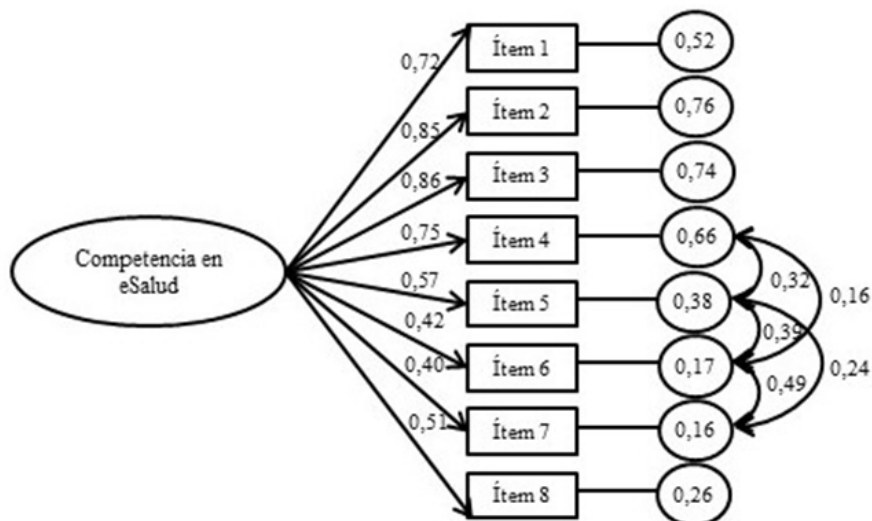 Ítem 1
0,52
0,72
Ítem 2
0,76
0,85
Ítem 3
0,74
0,86
Competencia en
eSalud
Ítem 4
0,66
0,75
0,32
0,16
Ítem 5
0,38
0,57
0,42
0,39
Ítem 6
0,17
0,40
0,24
0,49
Ítem 7
0,16
0,51
Ítem 8
0,26